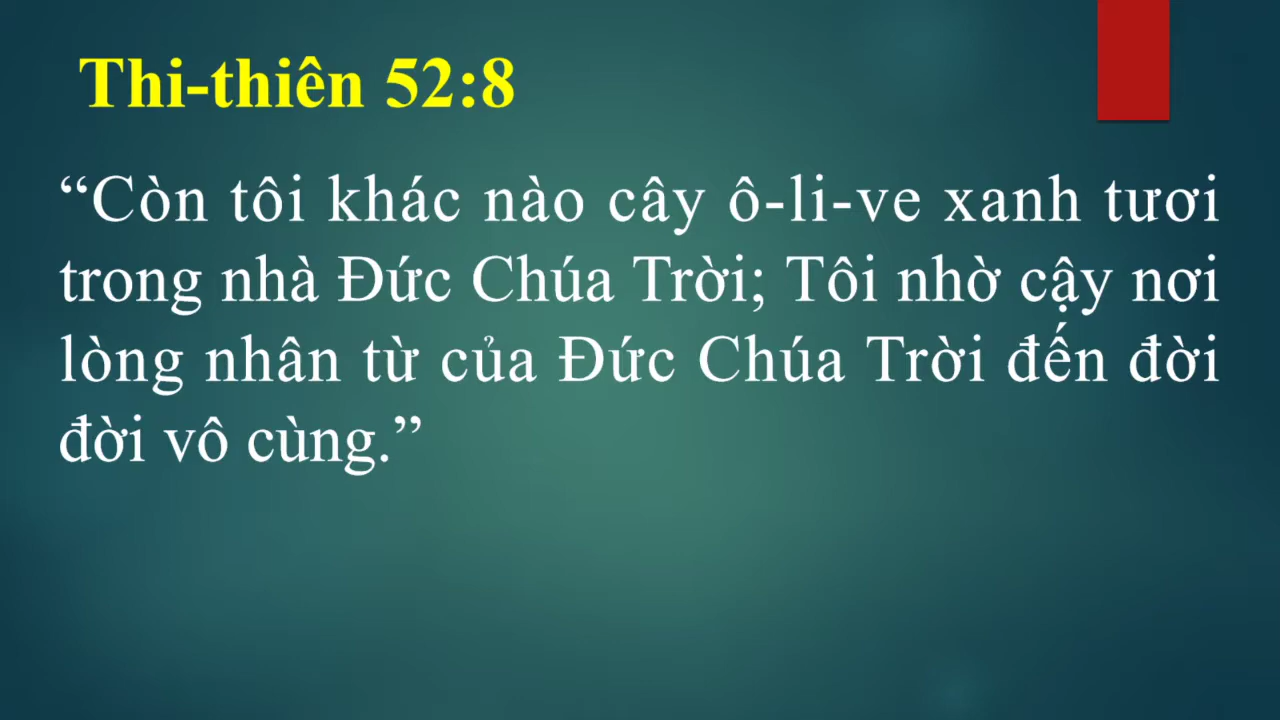 Thi-thiên 52:8
“Còn tôi khác nào cây ô-li-ve xanh tươi
trong nhà Đức Chúa Trời; Tôi nhờ cậy nơi
lòng nhân từ của Đức Chúa Trời đến đời
đời vô cùng.”